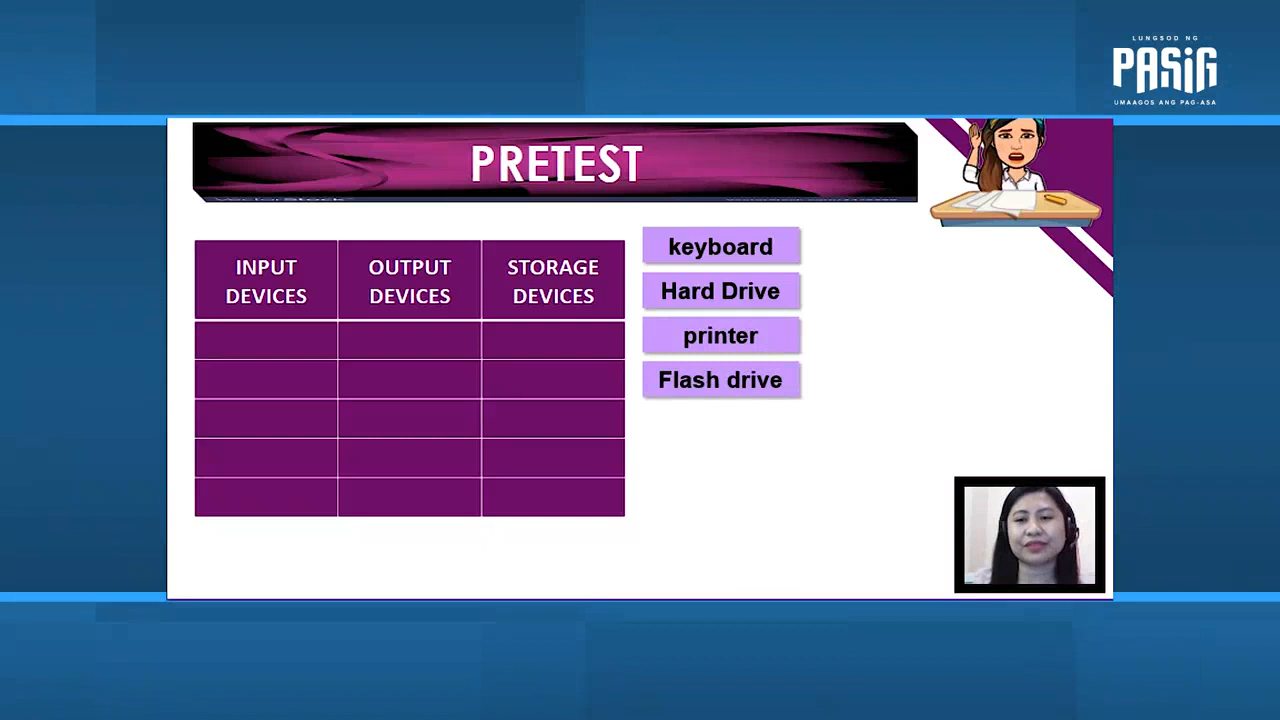 LUNGSOD NG
PASIG
UMAAGOS ANG PAG-ASA
PRETEST
INPUT
DEVICES
OUTPUT
DEVICES
STORAGE
DEVICES
keyboard
Hard Drive
printer
Flash drive